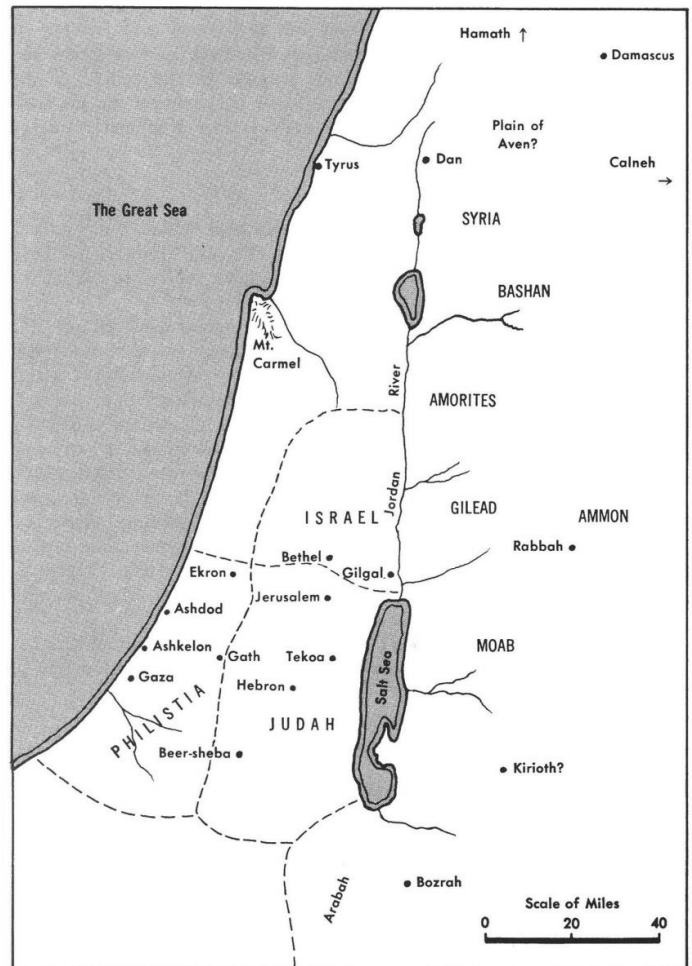 Hamath ↑
Damascus
Plain of
Aven?
Tyrus
Dan
Calneh
→
The Great Sea
SYRIA
BASHAN
Mt.
Carmel
River
AMORITES
Jordan
GILEAD
ISRAEL
AMMON
Rabbah
Bethel
Ekron
Gilgal
Jerusalem
Ashdod
Ashkelon
Gath
Tekoa
MOAB
Gaza
Salt Sea
Hebron
PHILISTIA
JUDAH
Beer-sheba
Kirioth?
Bozrah
Arabah
Scale of Miles
0 20 40